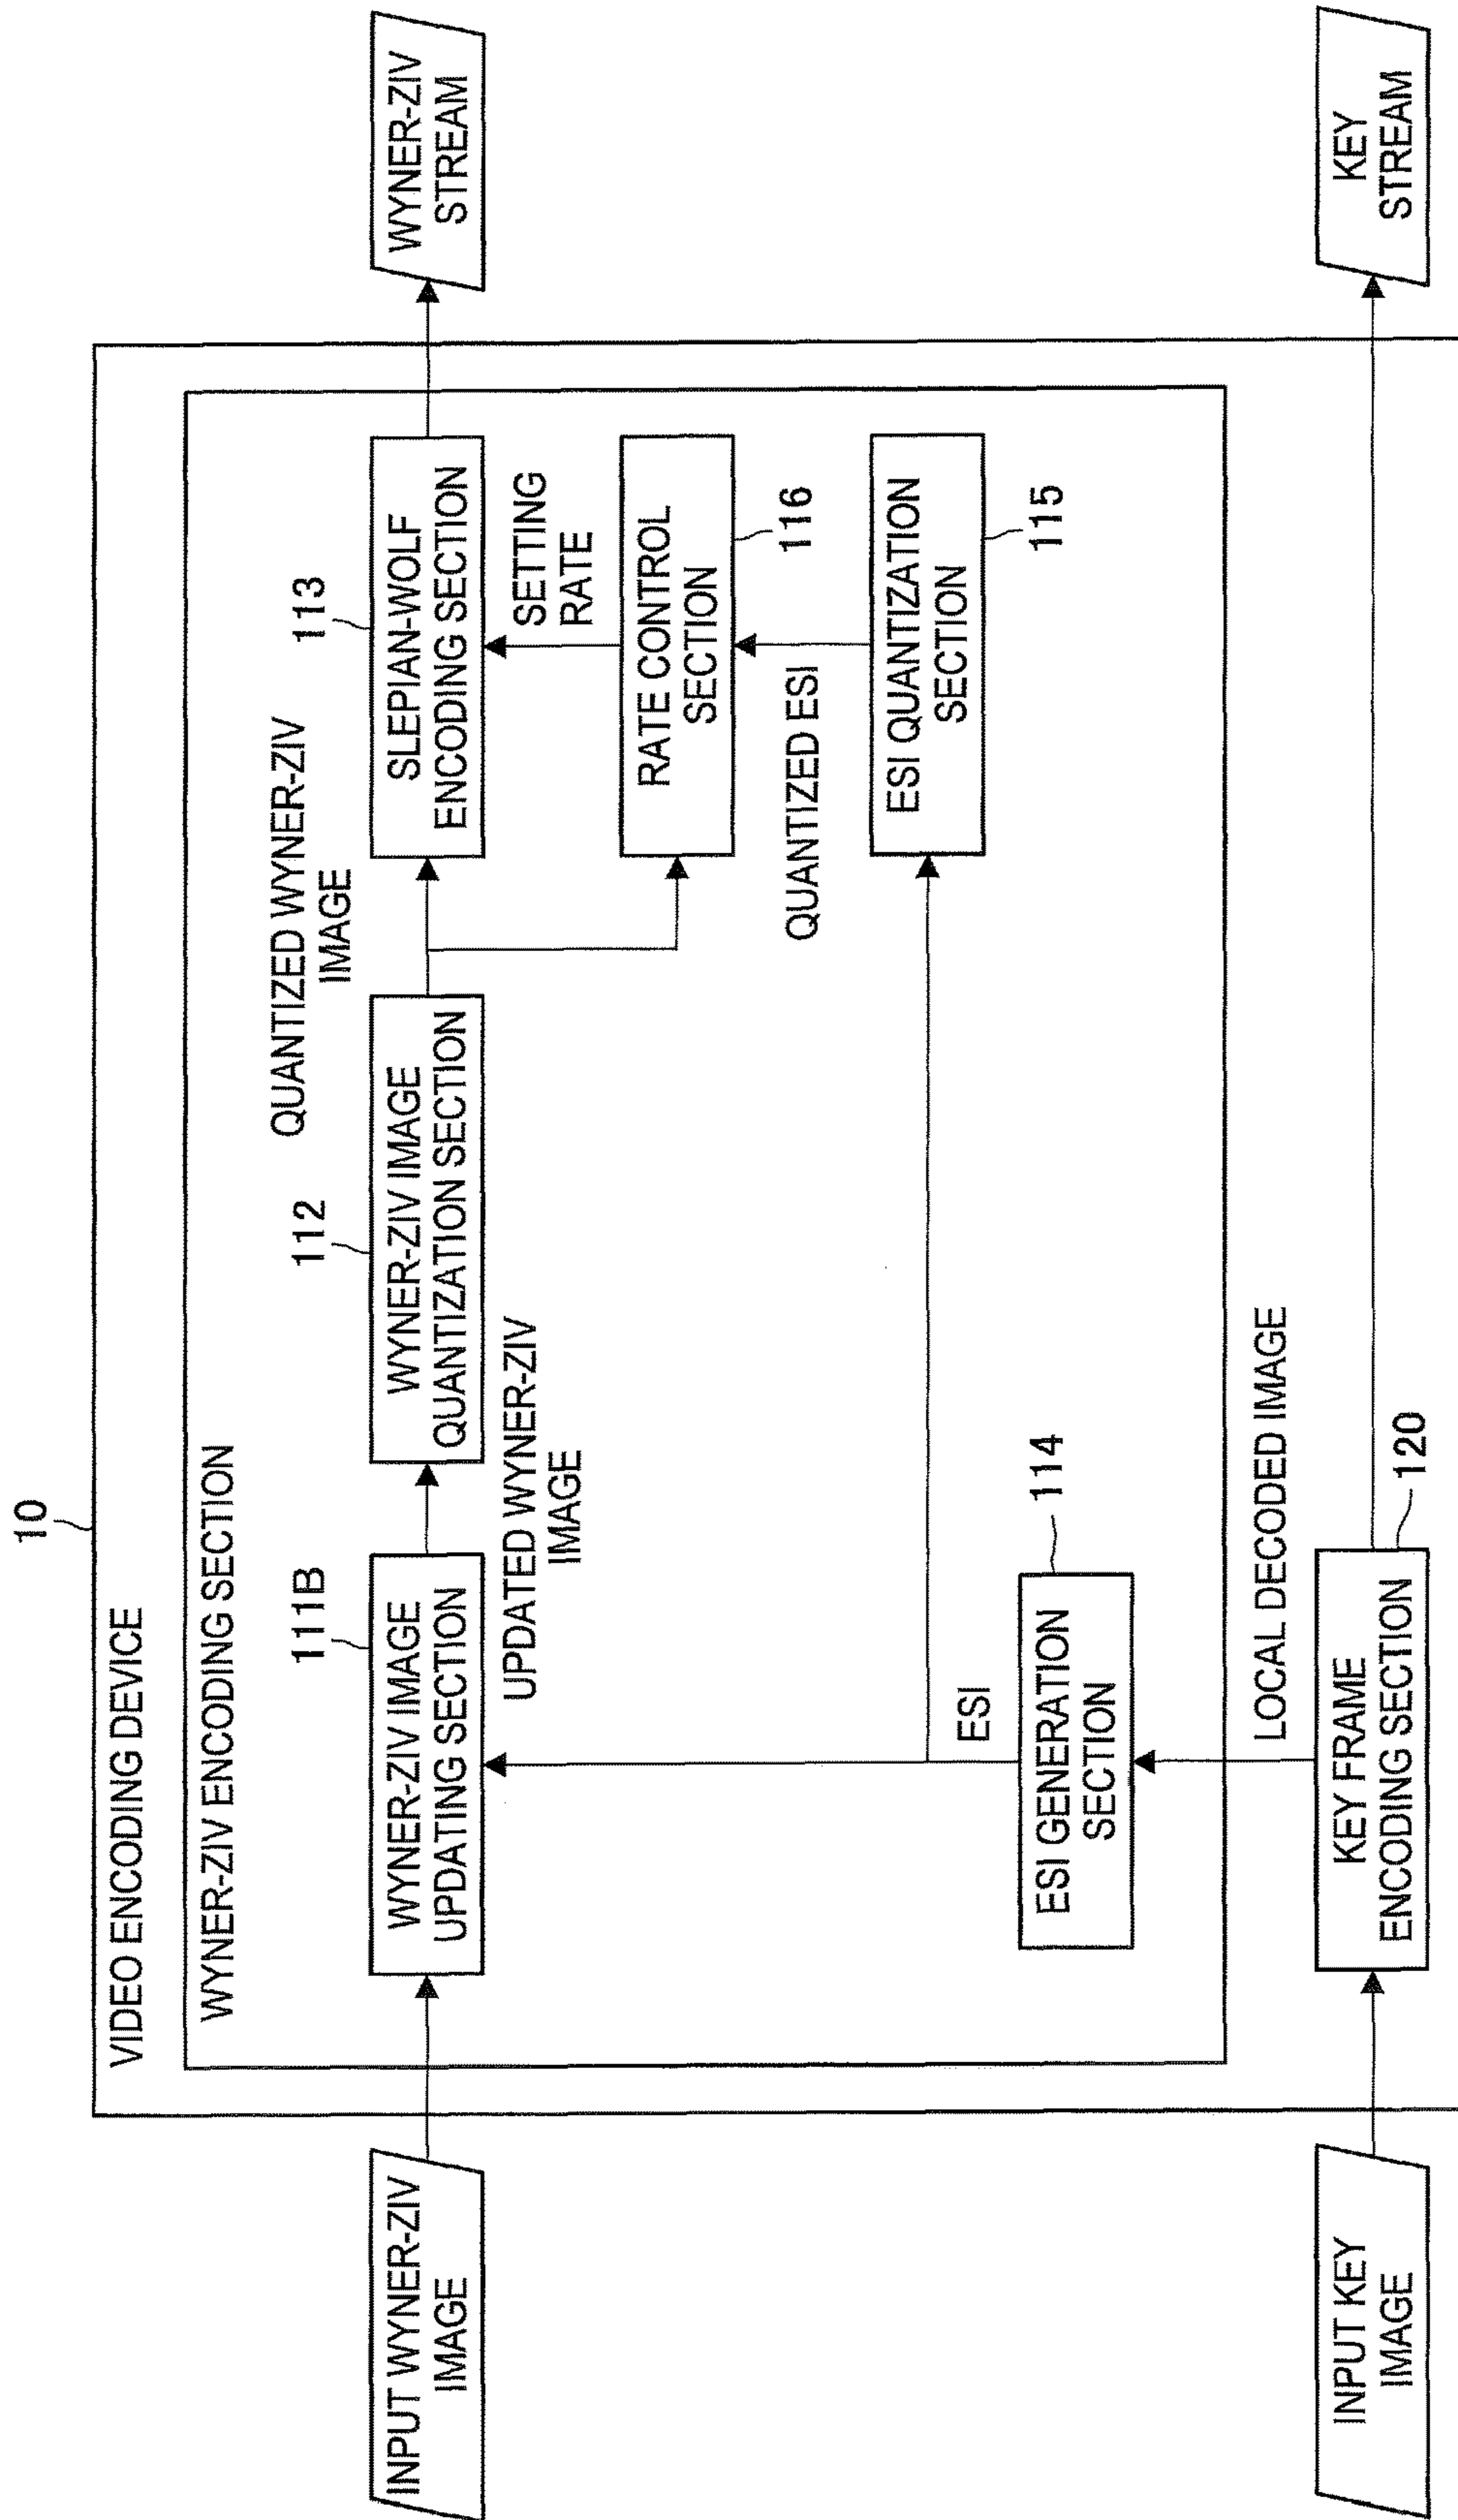 10
VIDEO ENCODING DEVICE
WYNER-ZIV ENCODING SECTION
INPUT WYNER-ZIV
IMAGE
111B
WYNER-ZIV IMAGE
UPDATING SECTION
UPDATED WYNER-ZIV
IMAGE
112
WYNER-ZIV IMAGE
QUANTIZATION SECTION
QUANTIZED WYNER-ZIV
IMAGE
113
SLEPIAN-WOLF
ENCODING SECTION
WYNER-ZIV
STREAM
SETTING
RATE
RATE CONTROL
SECTION
116
QUANTIZED ESI
ESI QUANTIZATION
SECTION
115
ESI
114
ESI GENERATION
SECTION
LOCAL DECODED IMAGE
INPUT KEY
IMAGE
KEY FRAME
ENCODING SECTION
120
KEY
STREAM